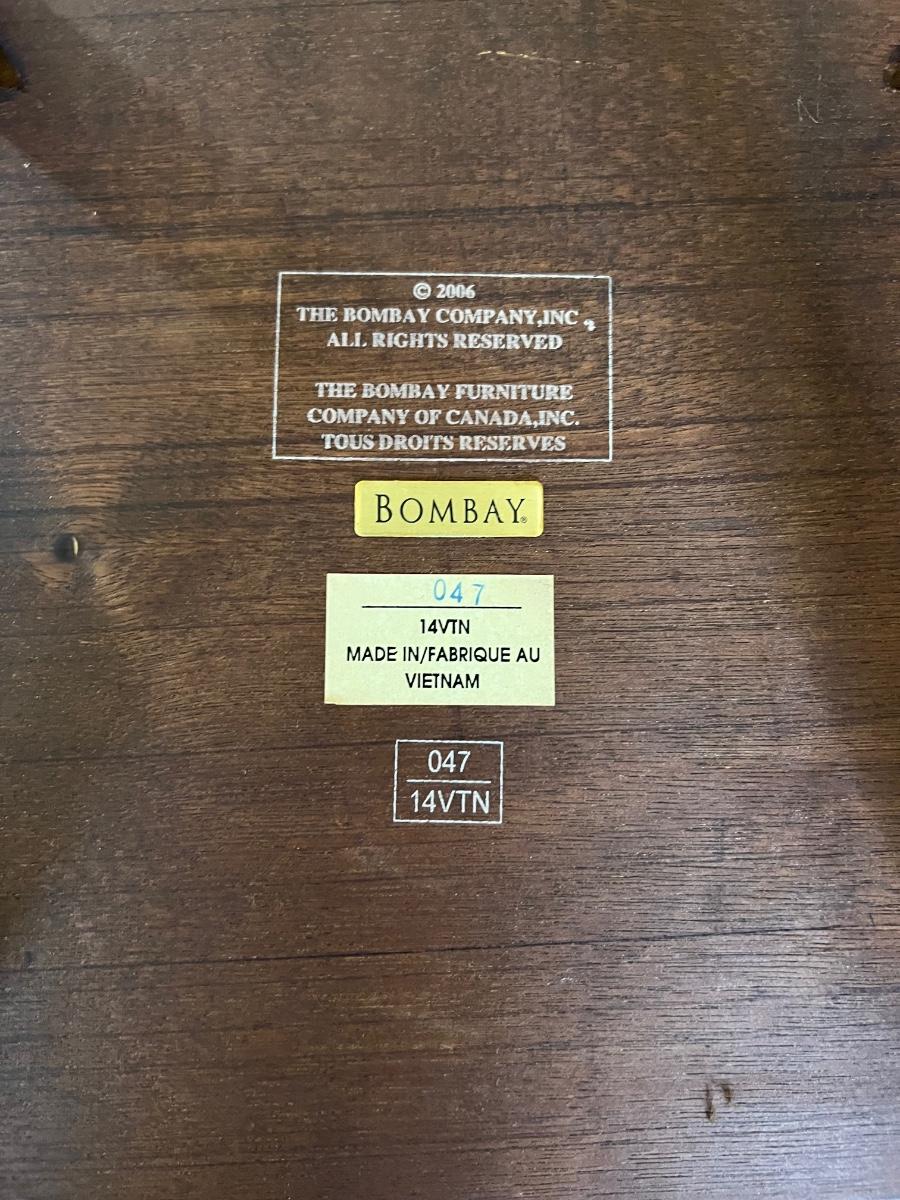 © 2006
THE BOMBAY COMPANY,INC.
ALL RIGHTS RESERVED
THE BOMBAY FURNITURE
COMPANY OF CANADA,INC.
TOUS DROITS RESERVES
BOMBAY®
047
14VTN
MADE IN/FABRIQUE AU
VIETNAM
047
14VTN